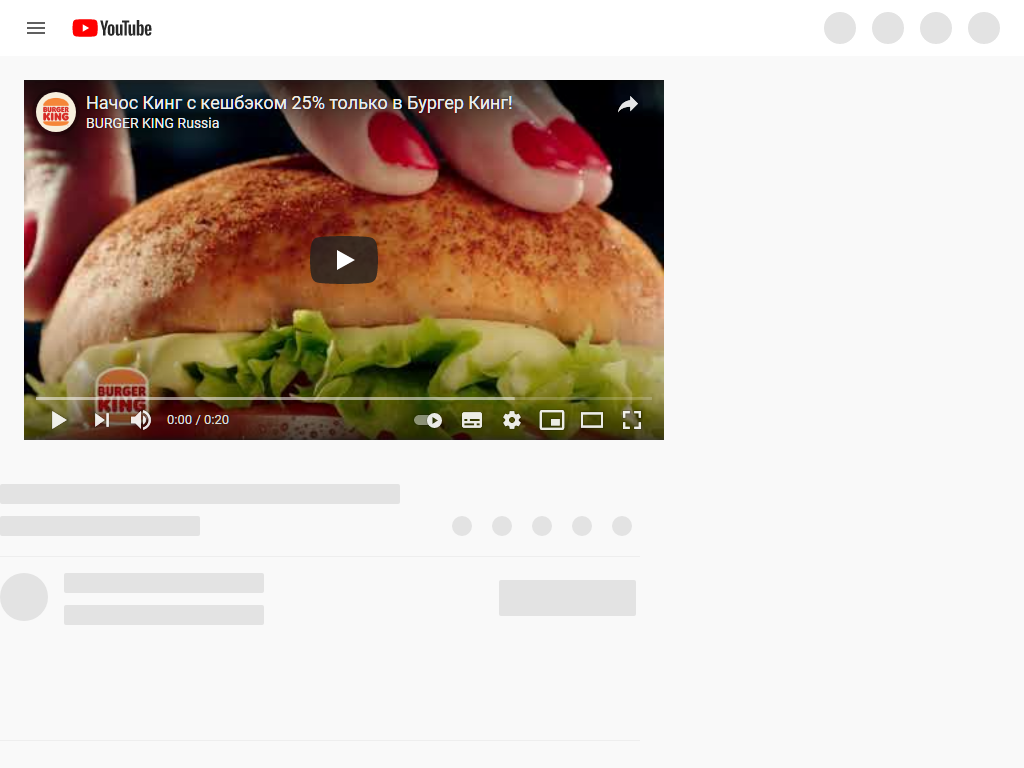 YouTube
BURGER
KING
Начос Кинг с кешбэком 25% только в Бургер Кинг!
BURGER KING Russia
BURGER
KING
0:00 / 0:20